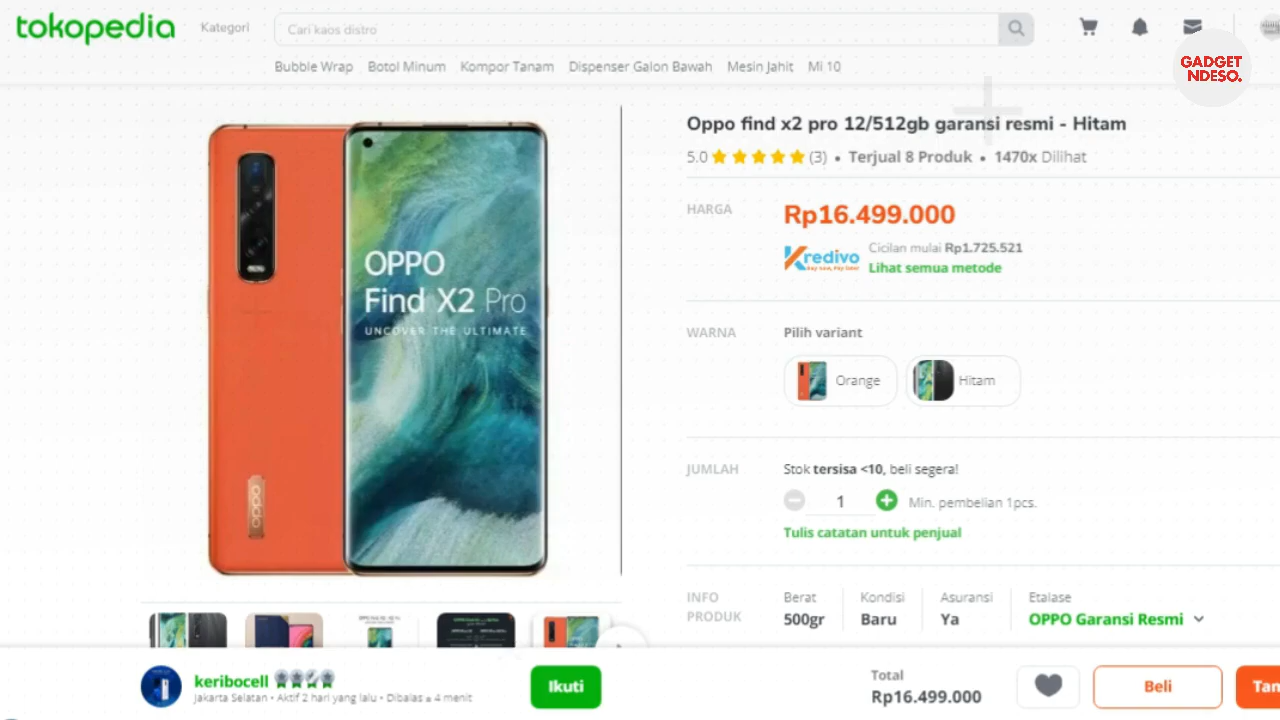 tokopedia
Kategori
Cari kaos distro
Bubble Wrap Botol Minum Kompor Tanam Dispenser Galon Bawah Mesin Jahit Mi 10
GADGET
NDESO.
OPPO
Find X2 Pro
UNCOVER THE ULTIMATE
oppo
Oppo find x2 pro 12/512gb garansi resmi - Hitam
5.0 (3) • Terjual 8 Produk • 1470x Dilihat
HARGA
Rp16.499.000
Kredivo
Buy now, Pay later
Cicilan mulai Rp1.725.521
Lihat semua metode
WARNA
Pilih variant
Orange
Hitam
JUMLAH
Stok tersisa <10, beli segera!
1
Min. pembelian 1pcs.
Tulis catatan untuk penjual
INFO
PRODUK
Berat
500gr
Kondisi
Baru
Asuransi
Ya
Etalase
OPPO Garansi Resmi
keribocell
Jakarta Selatan • Aktif 2 hari yang lalu • Dibalas ± 4 menit
Ikuti
Total
Rp16.499.000
Beli
Tam